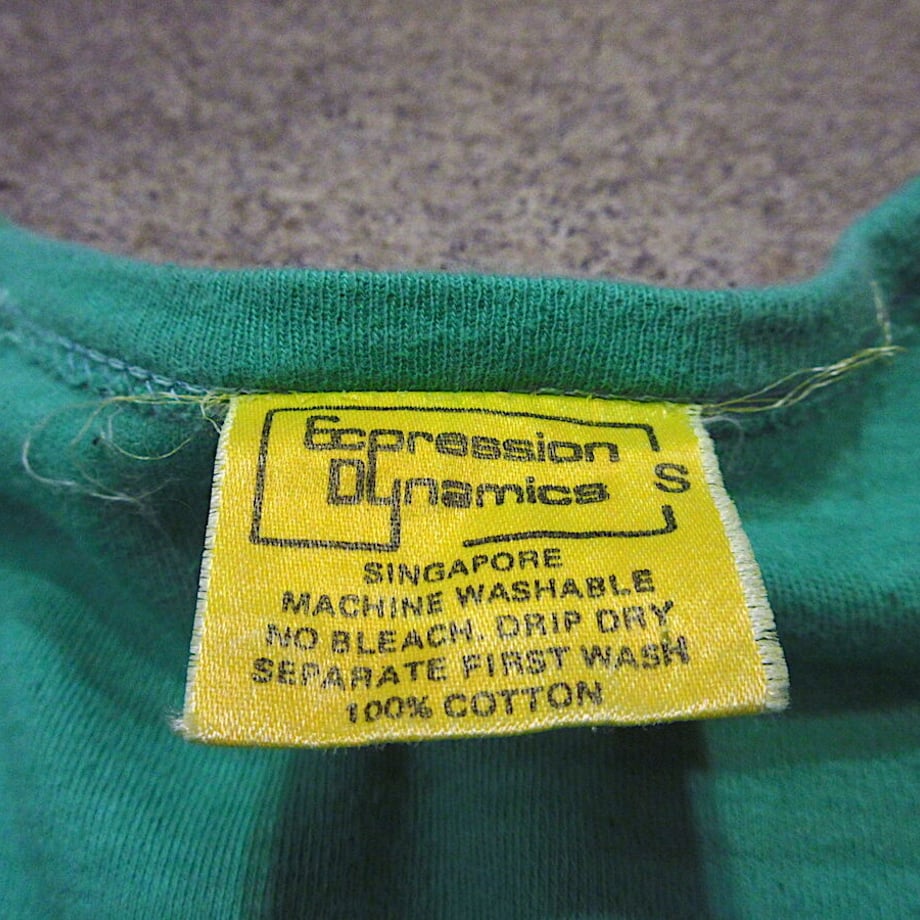 Expression
Dynamics
S
SINGAPORE
MACHINE WASHABLE
NO BLEACH. DRIP DRY
SEPARATE FIRST WASH
100% COTTON